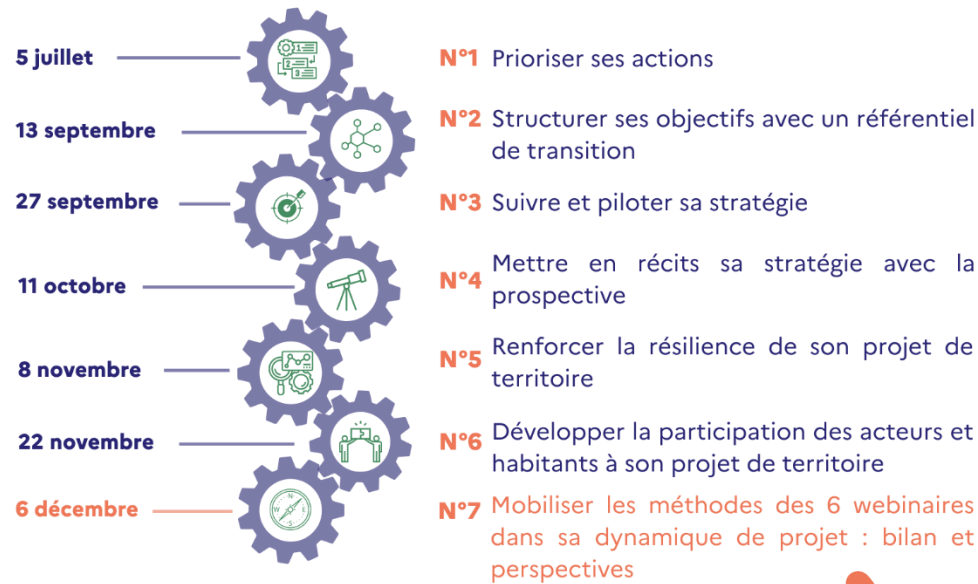 5 juillet
N°1 Prioriser ses actions
13 septembre
N°2 Structurer ses objectifs avec un référentiel
de transition
27 septembre
N°3 Suivre et piloter sa stratégie
11 octobre
N°4 Mettre en récits sa stratégie avec la
prospective
8 novembre
N°5 Renforcer la résilience de son projet de
territoire
22 novembre
N°6 Développer la participation des acteurs et
habitants à son projet de territoire
6 décembre
N°7 Mobiliser les méthodes des 6 webinaires
dans sa dynamique de projet : bilan et
perspectives
1
2
3
N
E
S
W